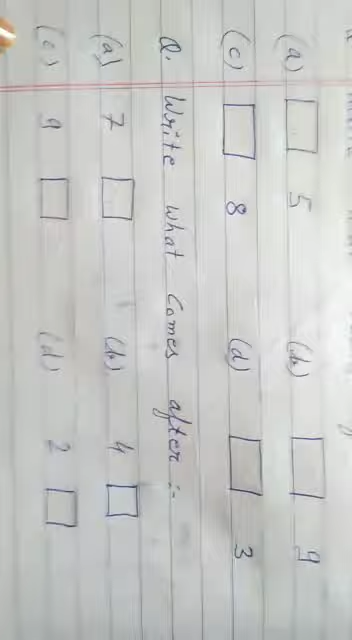 (a) 5 (b) 9
(c) 8 (d) 3
Q. Write what comes after :-
(a) 7 (b) 4
(c) 9 (d) 2